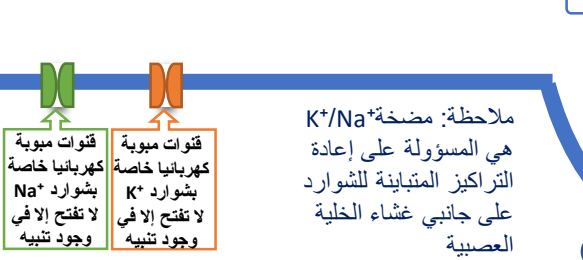 ملاحظة: مضخة K⁺/Na⁺
هي المسؤولة على إعادة
التراكيز المتباينة للشوارد
على جانبي غشاء الخلية
العصبية
قنوات مبوبة
كهربائيا خاصة
بشوارد K⁺
لا تفتح إلا في
وجود تنبيه
قنوات مبوبة
كهربائيا خاصة
بشوارد Na⁺
لا تفتح إلا في
وجود تنبيه